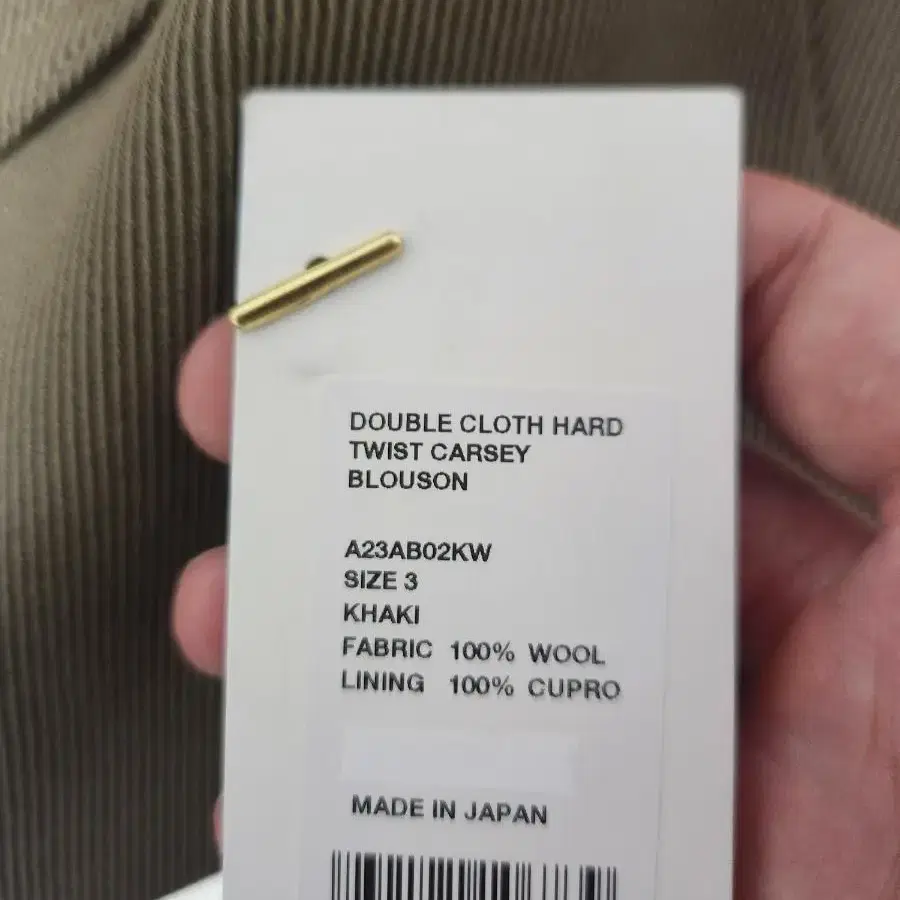 DOUBLE CLOTH HARD
TWIST CARSEY
BLOUSON
A23AB02KW
SIZE 3
KHAKI
FABRIC 100% WOOL
LINING 100% CUPRO
MADE IN JAPAN